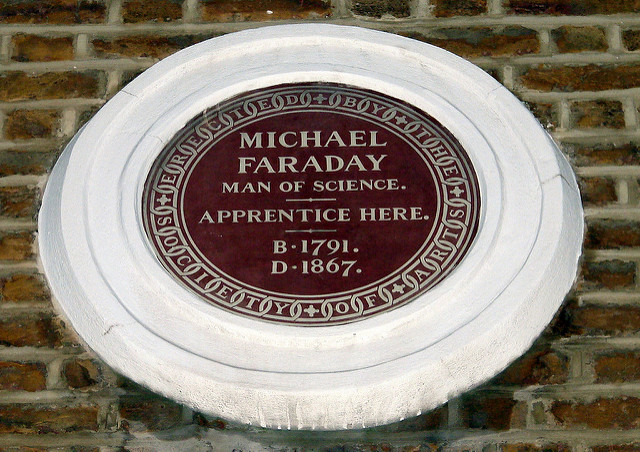 MICHAEL
FARADAY
MAN OF SCIENCE.
APPRENTICE HERE.
B·1791.
D·1867.
ERECTED BY THE
SOCIETY OF ARTS